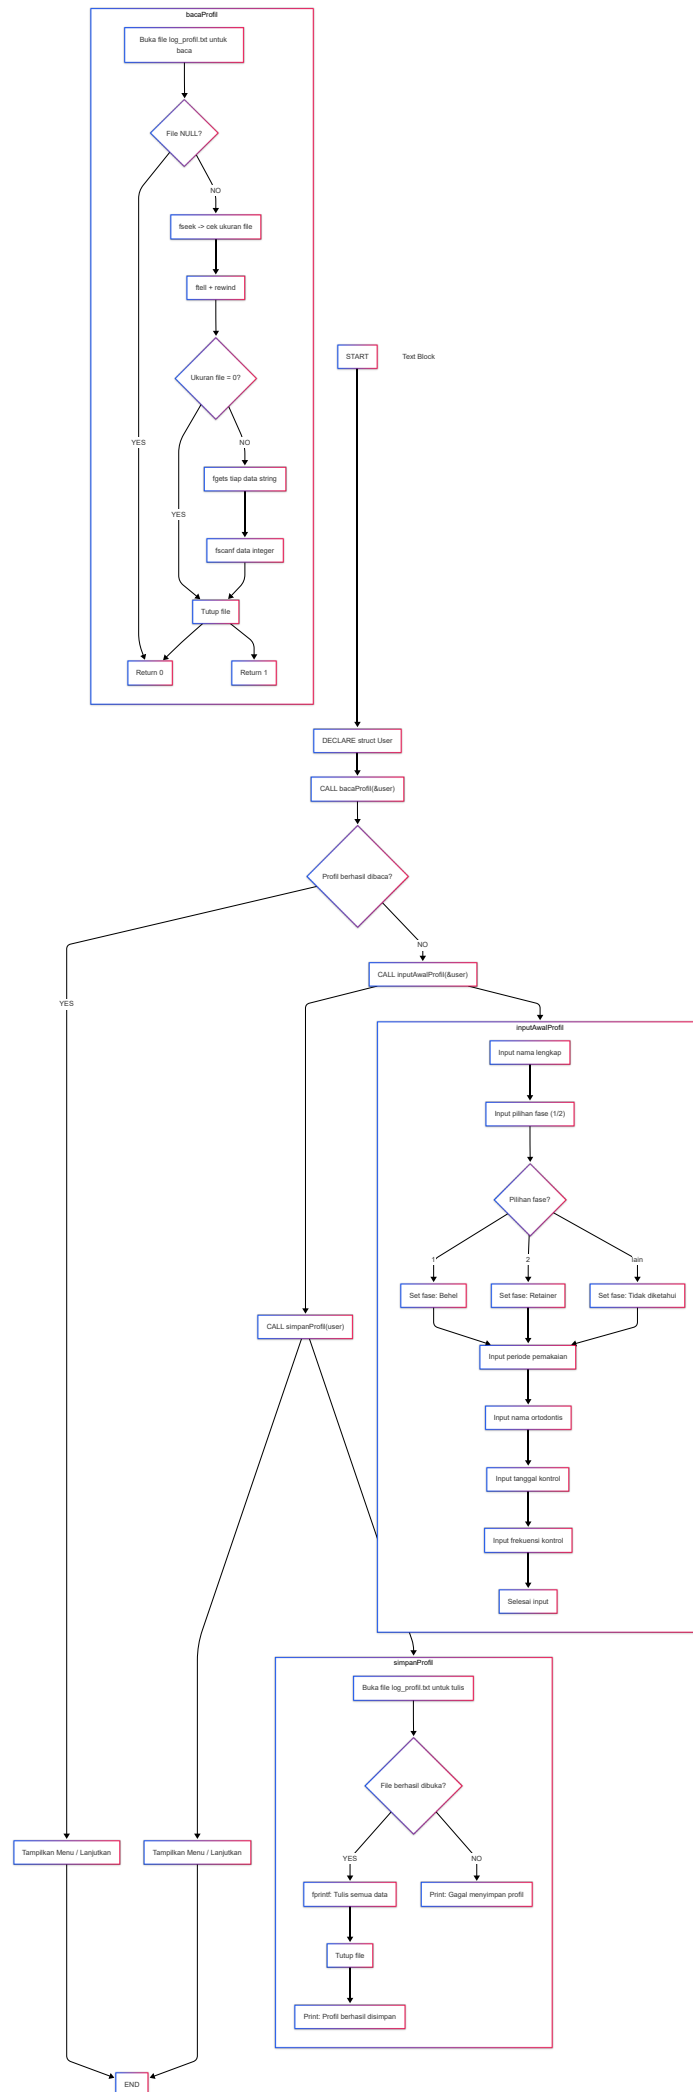 bacaProfil
Buka file log_profil.txt untuk
baca
File NULL?
NO
fseek -> cek ukuran file
ftell + rewind
START
Text Block
Ukuran file = 0?
YES
NO
fgets tiap data string
YES
fscanf data integer
Tutup file
Return 0
Return 1
DECLARE struct User
CALL bacaProfil(&user)
Profil berhasil dibaca?
NO
CALL inputAwalProfil(&user)
YES
inputAwalProfil
Input nama lengkap
Input pilihan fase (1/2)
Pilihan fase?
1
2
lain
Set fase: Behel
Set fase: Retainer
Set fase: Tidak diketahui
CALL simpanProfil(user)
Input periode pemakaian
Input nama ortodontis
Input tanggal kontrol
Input frekuensi kontrol
Selesai input
simpanProfil
Buka file log_profil.txt untuk tulis
File berhasil dibuka?
Tampilkan Menu / Lanjutkan
Tampilkan Menu / Lanjutkan
YES
NO
fprintf: Tulis semua data
Print: Gagal menyimpan profil
Tutup file
Print: Profil berhasil disimpan
END